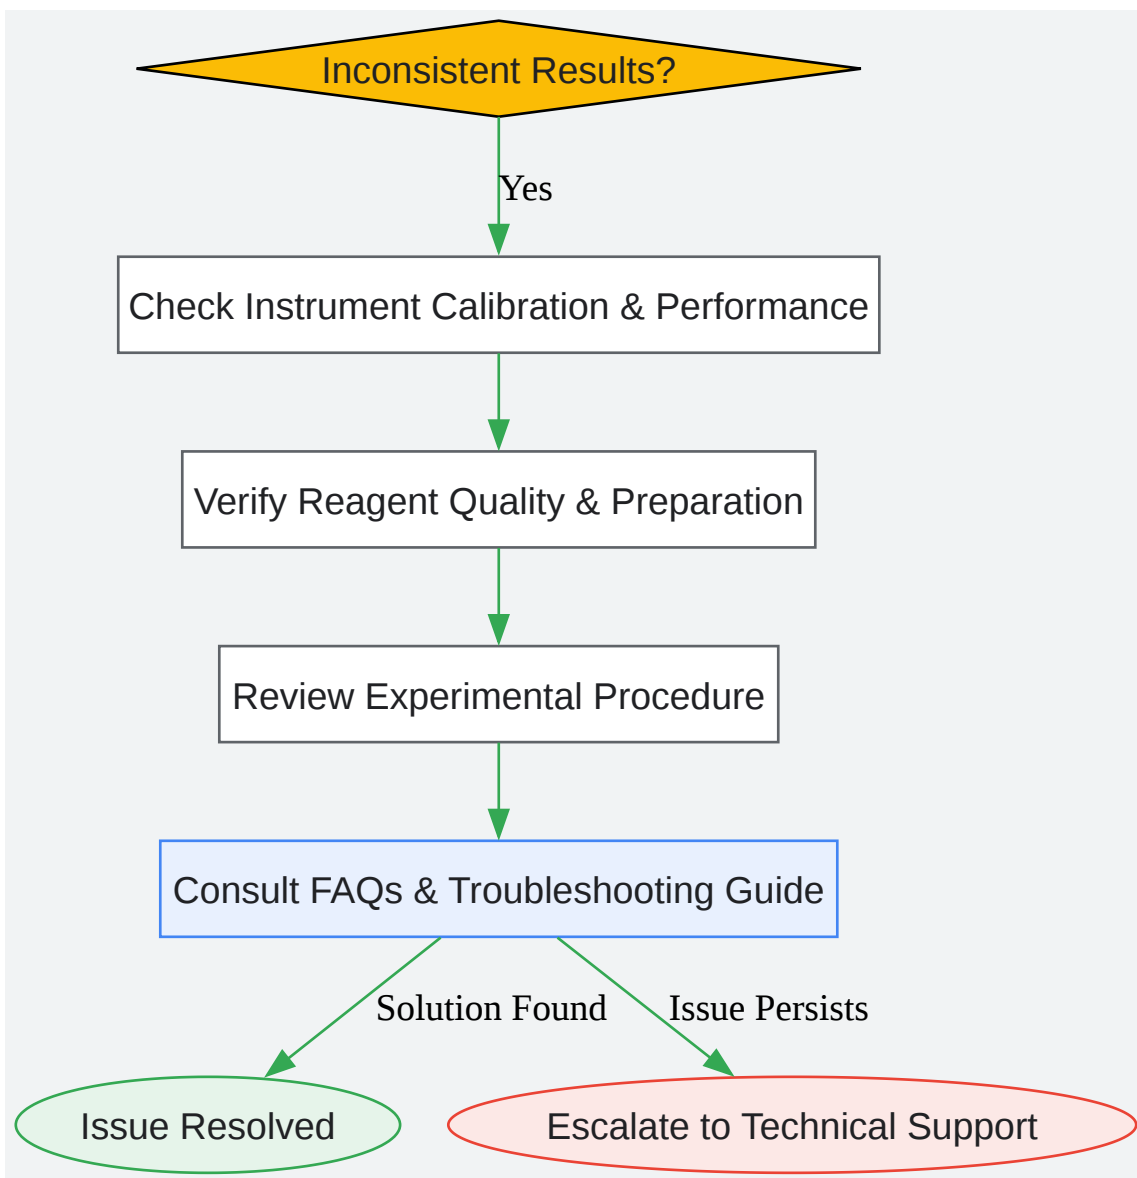 Inconsistent Results?
Yes
Check Instrument Calibration & Performance
Verify Reagent Quality & Preparation
Review Experimental Procedure
Consult FAQs & Troubleshooting Guide
Solution Found
Issue Persists
Issue Resolved
Escalate to Technical Support